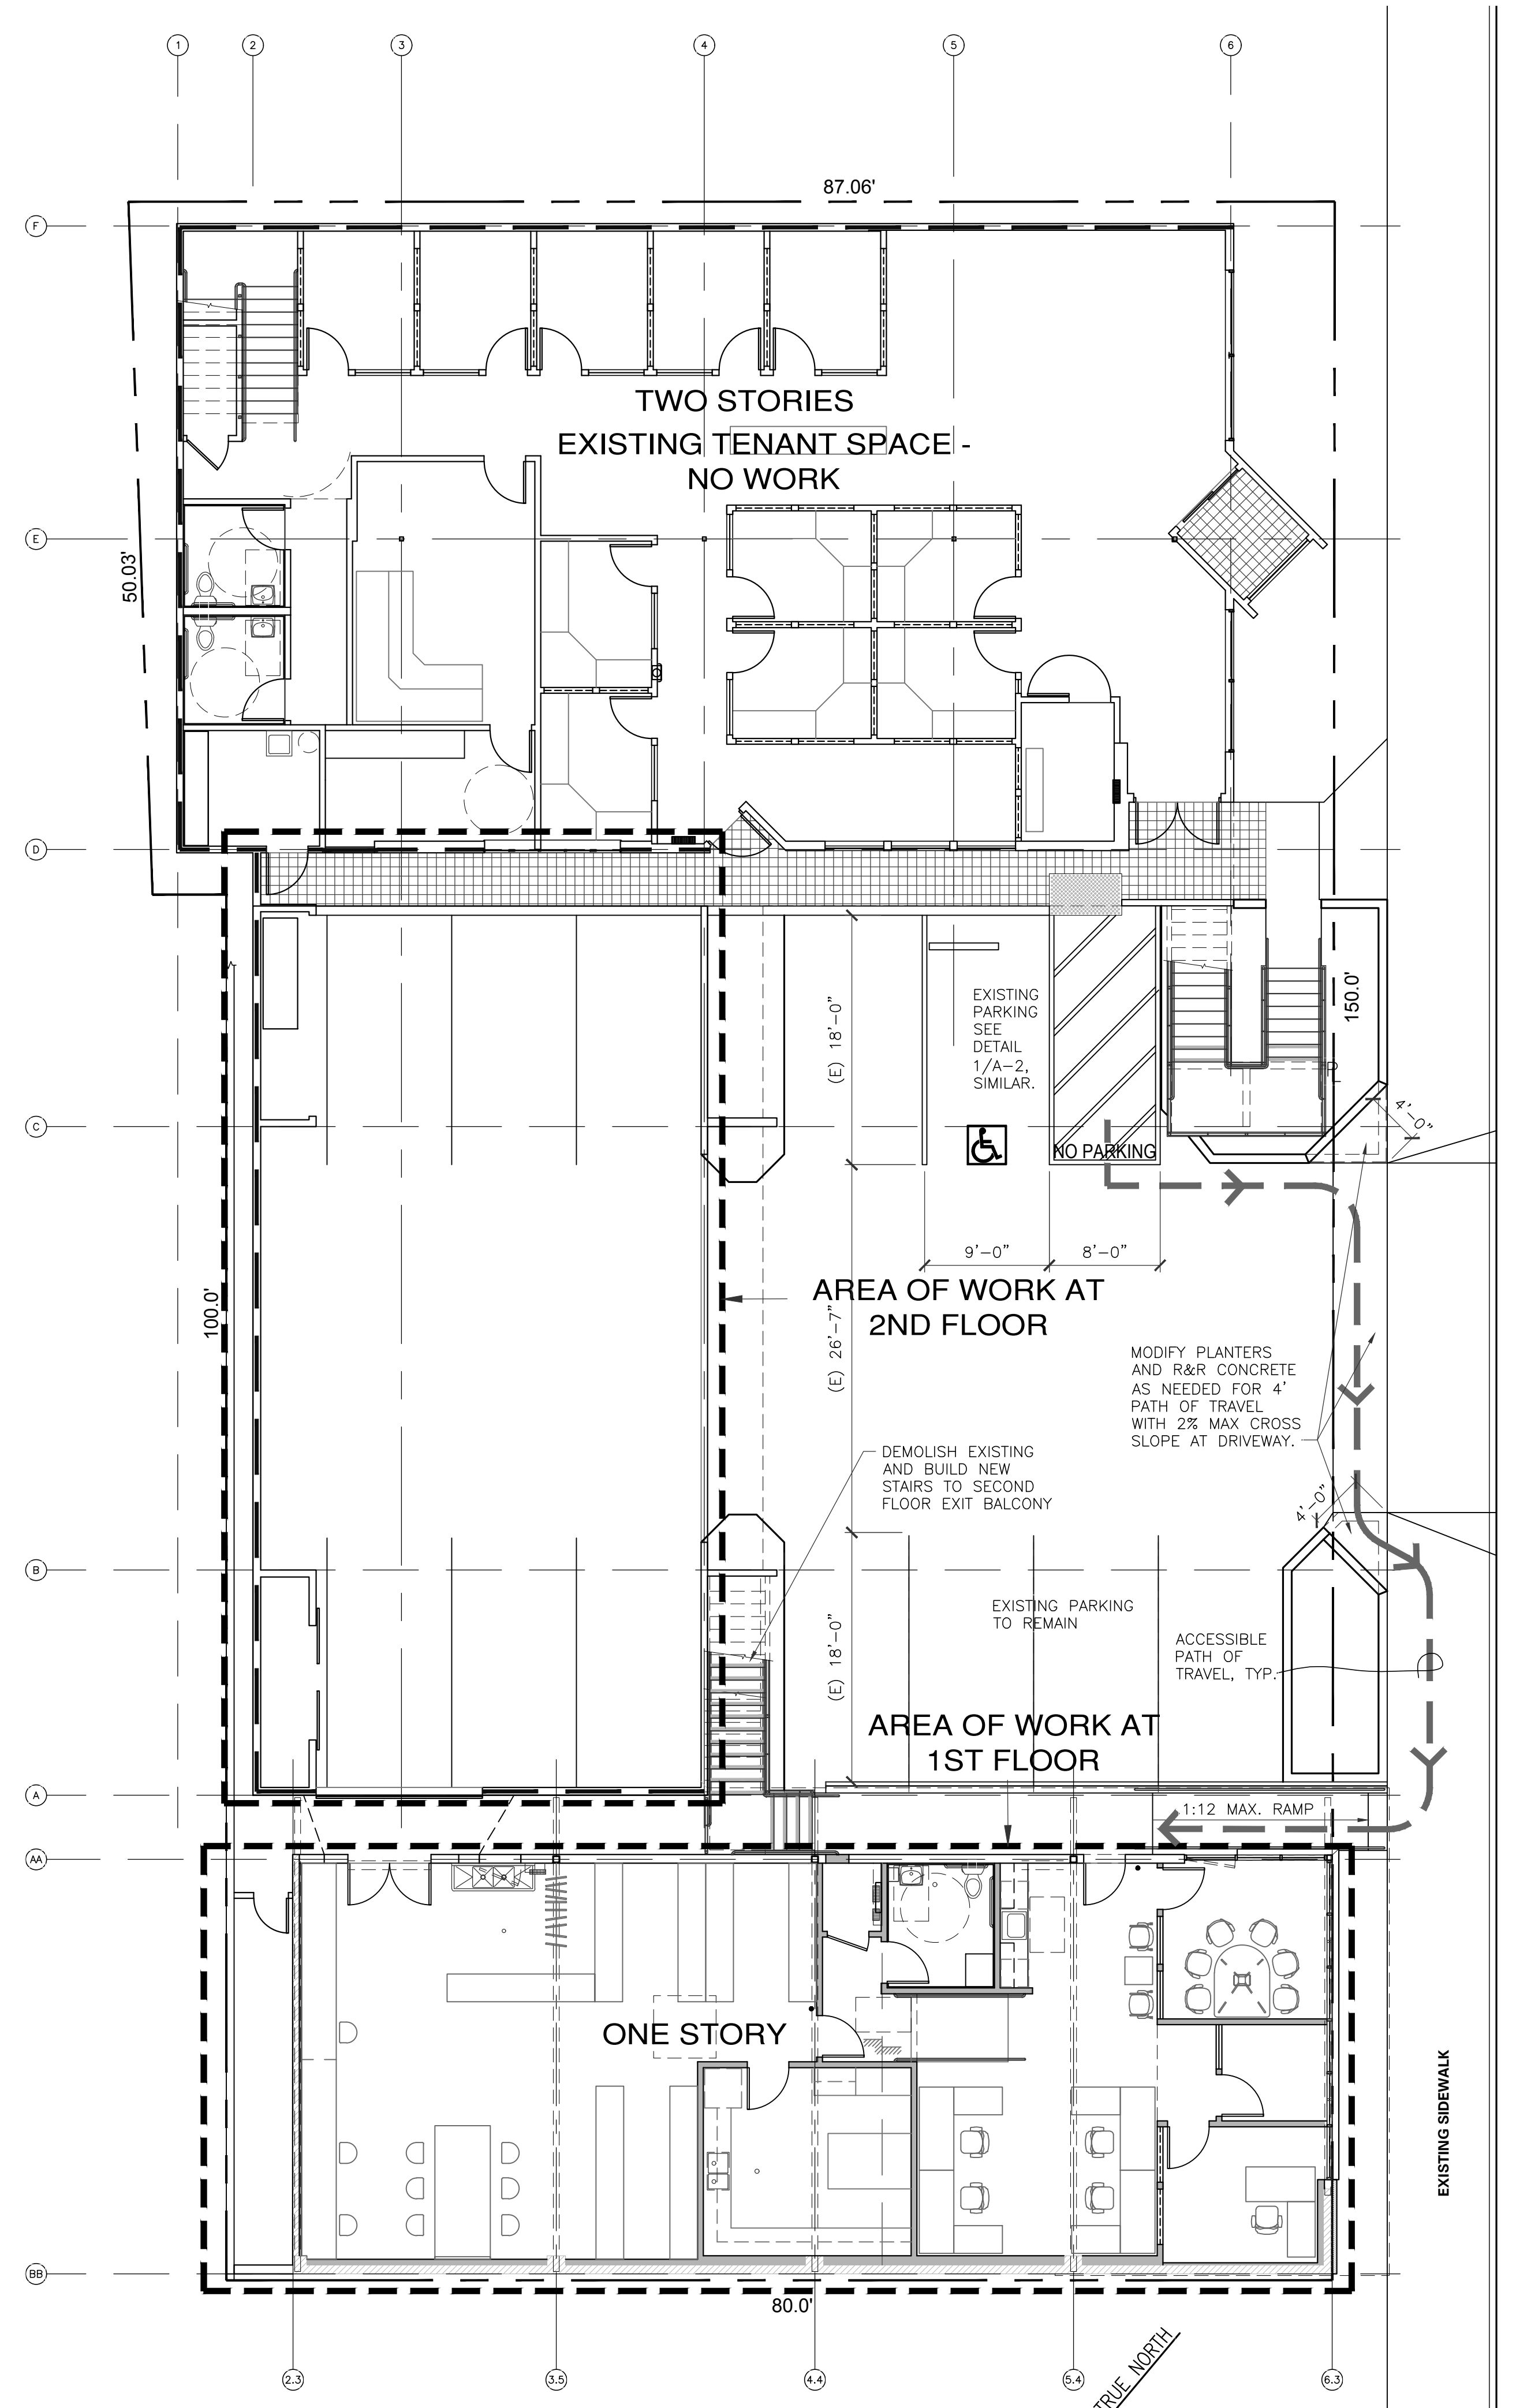 1
2
3
4
5
6
87.06'
F
TWO STORIES
EXISTING TENANT SPACE -
NO WORK
E
50.03'
D
EXISTING
PARKING
SEE
DETAIL
1/A-2,
SIMILAR.
(E) 18'-0"
150.0'
PL
4'-0"
C
NO PARKING
9'-0"
8'-0"
AREA OF WORK AT
2ND FLOOR
100.0'
(E) 26'-7"
MODIFY PLANTERS
AND R&R CONCRETE
AS NEEDED FOR 4'
PATH OF TRAVEL
WITH 2% MAX CROSS
SLOPE AT DRIVEWAY.
DEMOLISH EXISTING
AND BUILD NEW
STAIRS TO SECOND
FLOOR EXIT BALCONY
4'-0"
B
EXISTING PARKING
TO REMAIN
(E) 18'-0"
ACCESSIBLE
PATH OF
TRAVEL, TYP.
AREA OF WORK AT
1ST FLOOR
A
1:12 MAX. RAMP
AA
ONE STORY
EXISTING SIDEWALK
BB
80.0'
TRUE NORTH
2.3
3.5
4.4
5.4
6.3